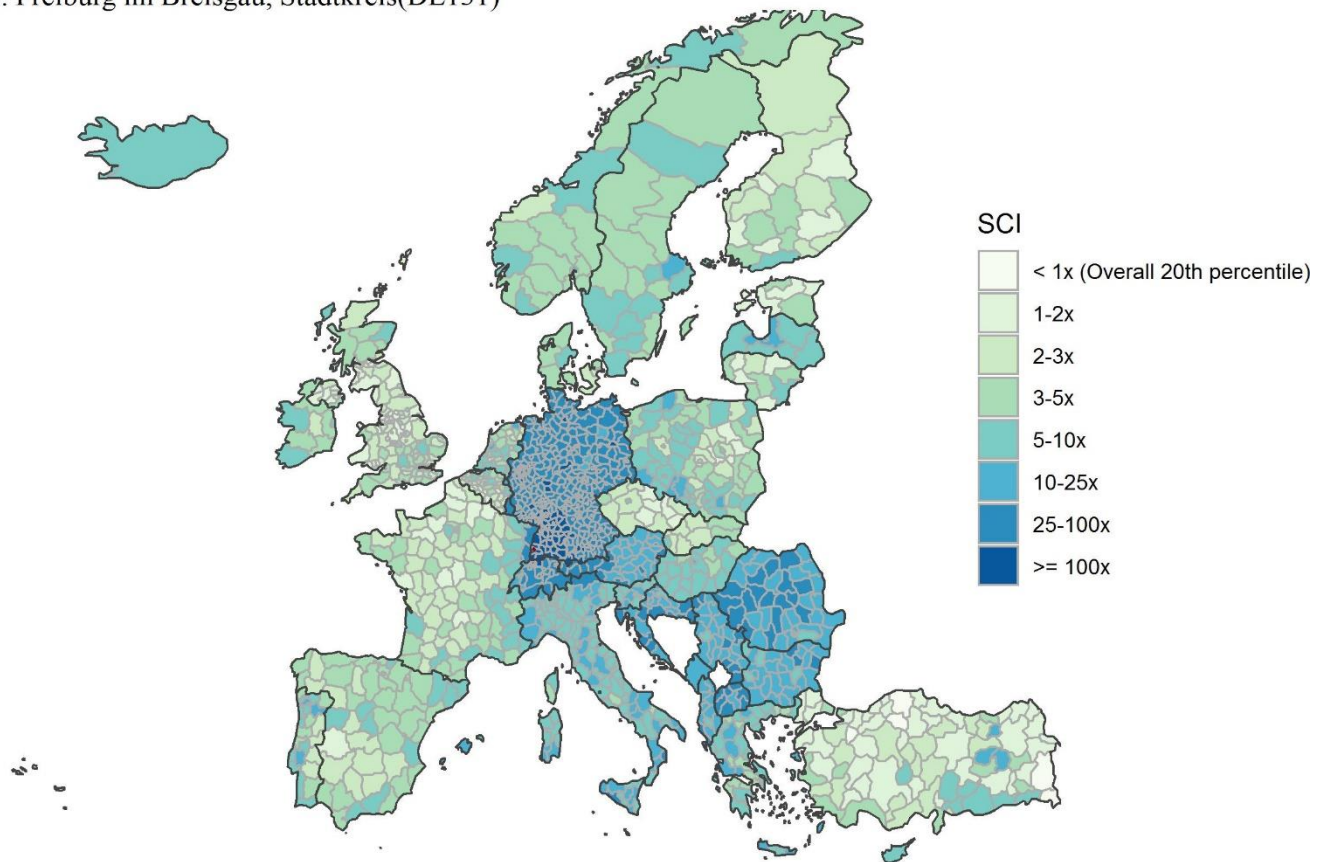 . Freiburg im Breisgau, Stadtkreis(DE131)
SCI
< 1x (Overall 20th percentile)
1-2x
2-3x
3-5x
5-10x
10-25x
25-100x
>= 100x